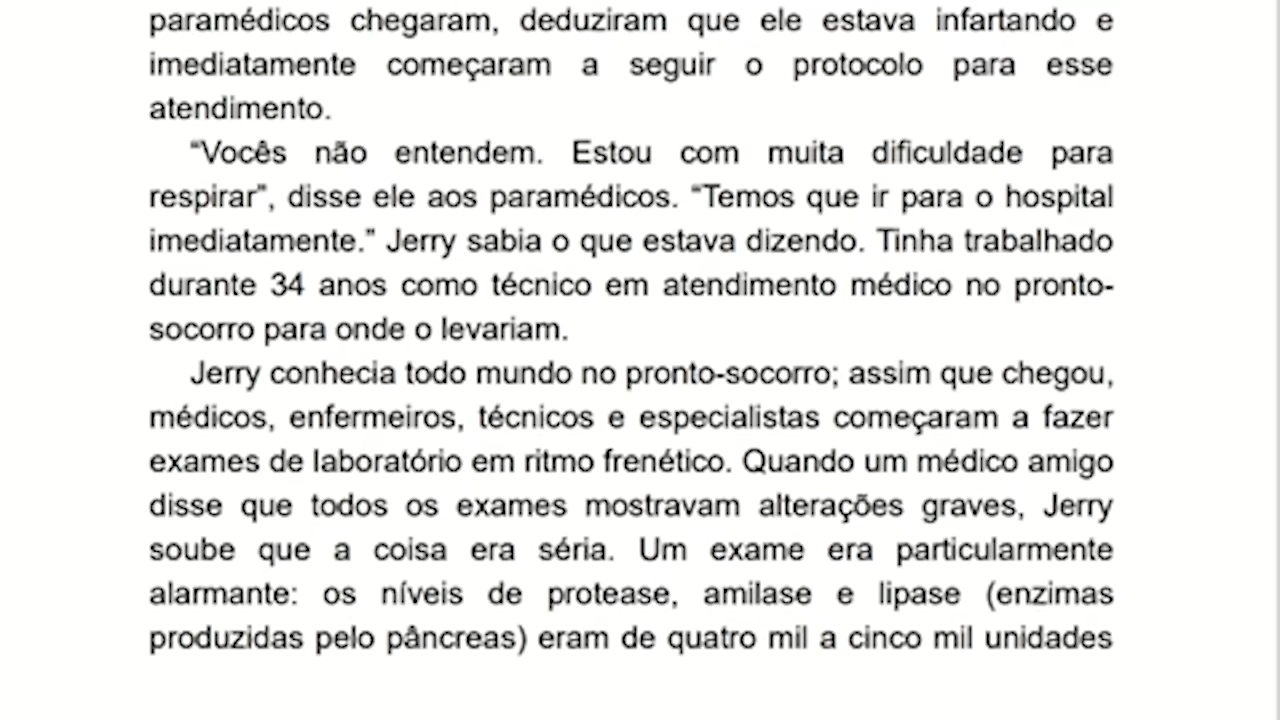 paramédicos chegaram, deduziram que ele estava infartando e
imediatamente começaram a seguir o protocolo para esse
atendimento.
“Vocês não entendem. Estou com muita dificuldade para
respirar”, disse ele aos paramédicos. “Temos que ir para o hospital
imediatamente.” Jerry sabia o que estava dizendo. Tinha trabalhado
durante 34 anos como técnico em atendimento médico no pronto-
socorro para onde o levariam.
Jerry conhecia todo mundo no pronto-socorro; assim que chegou,
médicos, enfermeiros, técnicos e especialistas começaram a fazer
exames de laboratório em ritmo frenético. Quando um médico amigo
disse que todos os exames mostravam alterações graves, Jerry
soube que a coisa era séria. Um exame era particularmente
alarmante: os níveis de protease, amilase e lipase (enzimas
produzidas pelo pâncreas) eram de quatro mil a cinco mil unidades